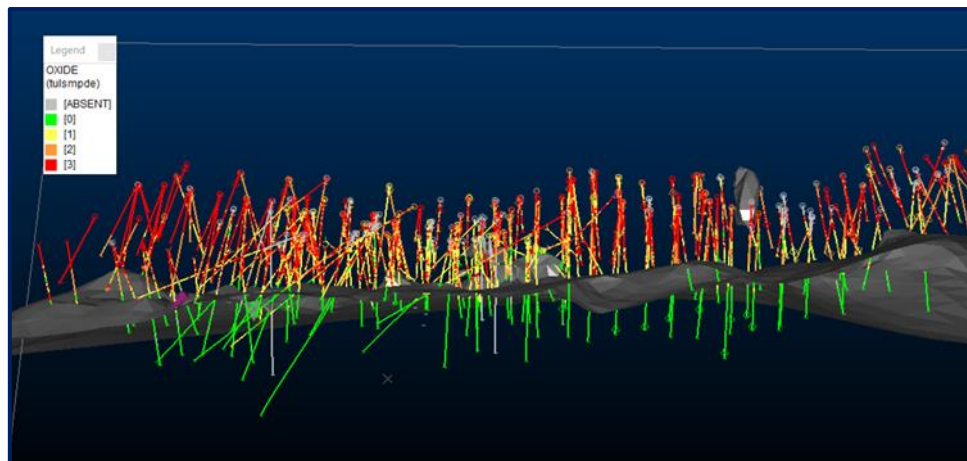 Legend
OXIDE
(tulsmpde)
[ABSENT]
[0]
[1]
[2]
[3]